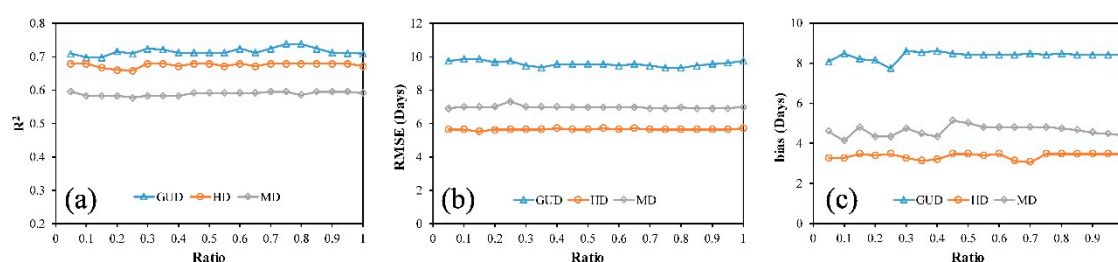 0.8
0.7
0.6
0.5
0.4
0.3
0.2
R²
(a)
GUD HD MD
0 0.1 0.2 0.3 0.4 0.5 0.6 0.7 0.8 0.9 1
Ratio
12
10
8
6
4
2
0
RMSE (Days)
(b)
GUD HD MD
0 0.1 0.2 0.3 0.4 0.5 0.6 0.7 0.8 0.9 1
Ratio
10
8
6
4
2
0
bias (Days)
(c)
GUD HD MD
0 0.1 0.2 0.3 0.4 0.5 0.6 0.7 0.8 0.9
Ratio